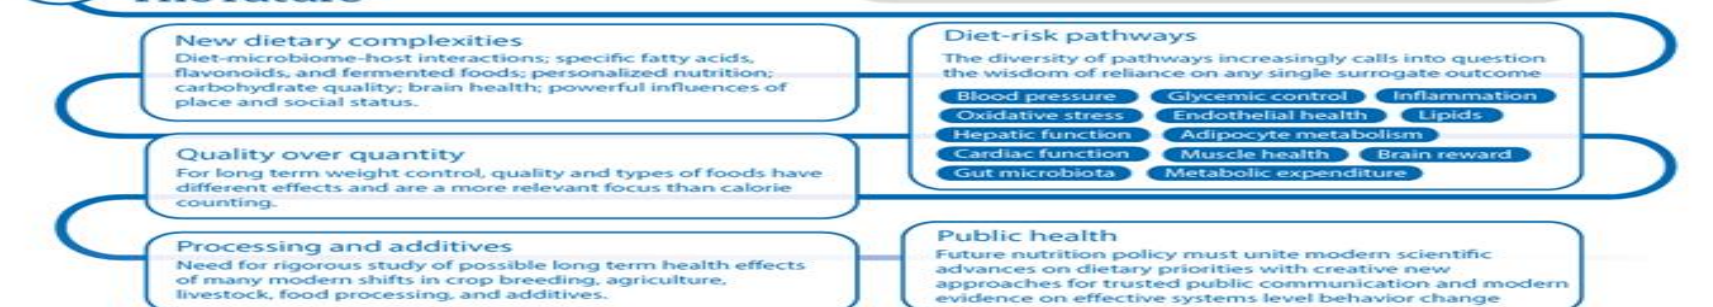 New dietary complexities
Diet-microbiome-host interactions; specific fatty acids,
flavonoids, and fermented foods; personalized nutrition;
carbohydrate quality; brain health; powerful influences of
place and social status.
Quality over quantity
For long term weight control, quality and types of foods have
different effects and are a more relevant focus than calorie
counting.
Processing and additives
Need for rigorous study of possible long term health effects
of many modern shifts in crop breeding, agriculture,
livestock, food processing, and additives.
Diet-risk pathways
The diversity of pathways increasingly calls into question
the wisdom of reliance on any single surrogate outcome
Blood pressure Glycemic control Inflammation
Oxidative stress Endothelial health Lipids
Hepatic function Adipocyte metabolism
Cardiac function Muscle health Brain reward
Gut microbiota Metabolic expenditure
Public health
Future nutrition policy must unite modern scientific
advances on dietary priorities with creative new
approaches for trusted public communication and modern
evidence on effective systems level behavior change